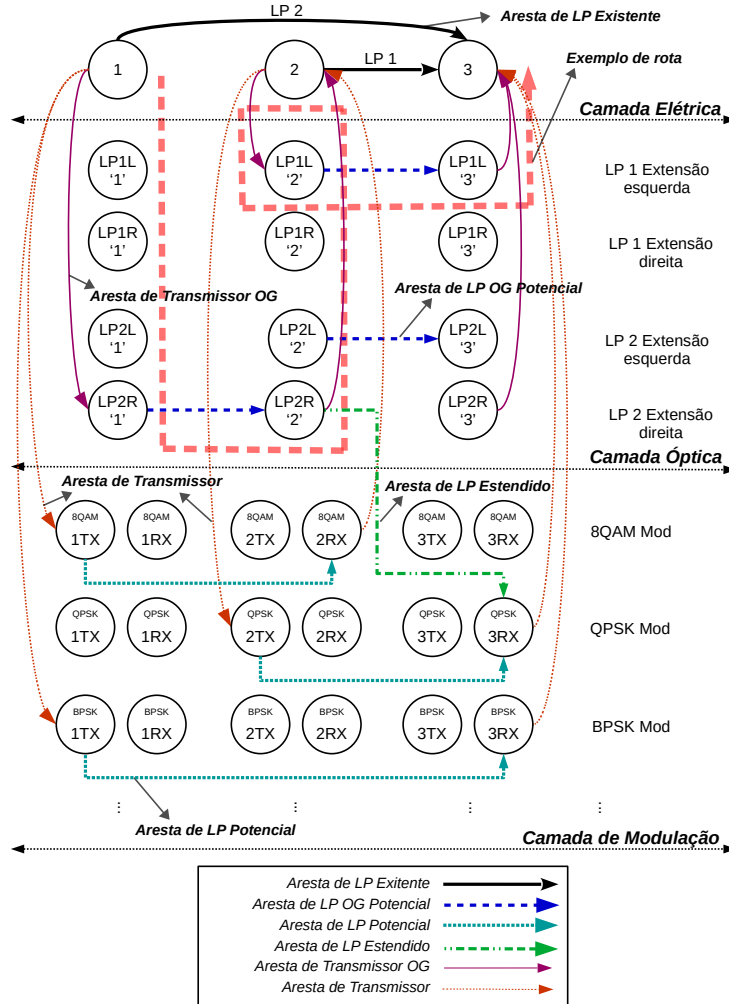 LP 2
Aresta de LP Existente
1
2
LP 1
3
Exemplo de rota
Camada Elétrica
LP1L
‘1’
LP1L
‘2’
LP1L
‘3’
LP 1 Extensão
esquerda
LP1R
‘1’
LP1R
‘2’
LP1R
‘3’
LP 1 Extensão
direita
Aresta de Transmissor OG
Aresta de LP OG Potencial
LP2L
‘1’
LP2L
‘2’
LP2L
‘3’
LP 2 Extensão
esquerda
LP2R
‘1’
LP2R
‘2’
LP2R
‘3’
LP 2 Extensão
direita
Camada Óptica
Aresta de Transmissor
Aresta de LP Estendido
8QAM
1TX
8QAM
1RX
8QAM
2TX
8QAM
2RX
8QAM
3TX
8QAM
3RX
8QAM Mod
QPSK
1TX
QPSK
1RX
QPSK
2TX
QPSK
2RX
QPSK
3TX
QPSK
3RX
QPSK Mod
BPSK
1TX
BPSK
1RX
BPSK
2TX
BPSK
2RX
BPSK
3TX
BPSK
3RX
BPSK Mod
... ... ... ...
Aresta de LP Potencial
Camada de Modulação
Aresta de LP Exitente
Aresta de LP OG Potencial
Aresta de LP Potencial
Aresta de LP Estendido
Aresta de Transmissor OG
Aresta de Transmissor